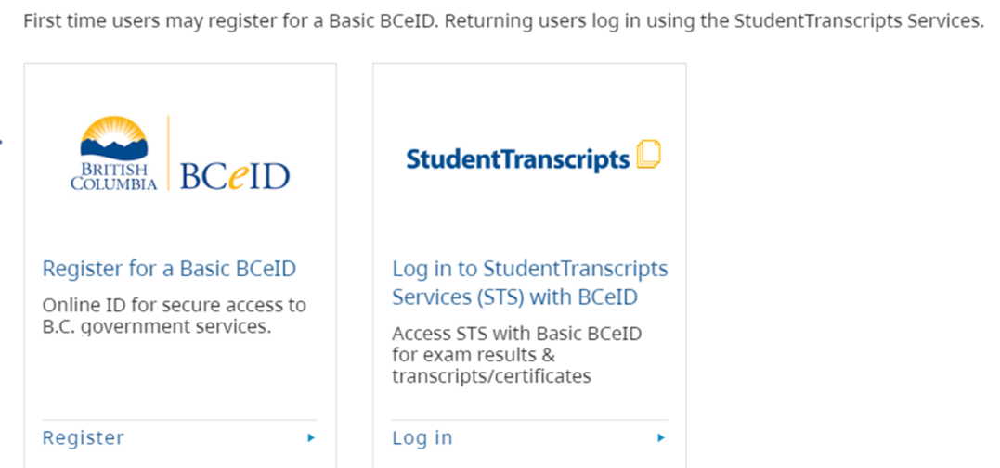 First time users may register for a Basic BCeID. Returning users log in using the StudentTranscripts Services.
BRITISH
COLUMBIA
BCeID
Register for a Basic BCeID
Online ID for secure access to
B.C. government services.
Register
StudentTranscripts
Log in to StudentTranscripts
Services (STS) with BCeID
Access STS with Basic BCeID
for exam results &
transcripts/certificates
Log in